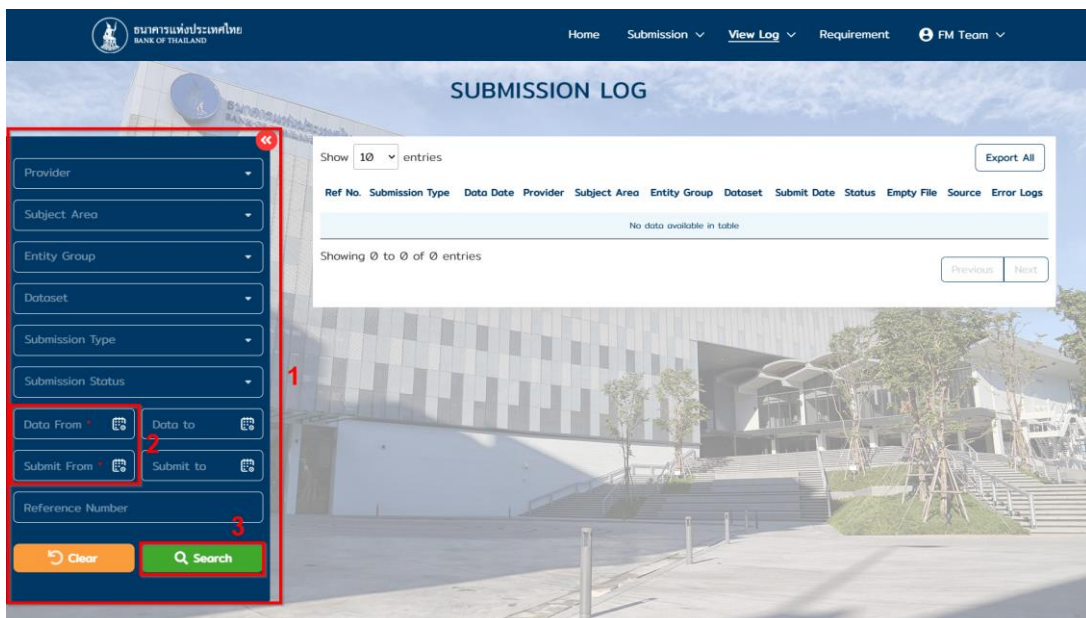 ธนาคารแห่งประเทศไทย
BANK OF THAILAND
Home Submission View Log Requirement FM Team
SUBMISSION LOG
Provider
Subject Area
Entity Group
Dataset
Submission Type
Submission Status
1
Data From * Data to
2
Submit From * Submit to
Reference Number
3
Clear Search
Show 10 entries
Export All
Ref No. Submission Type Data Date Provider Subject Area Entity Group Dataset Submit Date Status Empty File Source Error Logs
No data available in table
Showing 0 to 0 of 0 entries
Previous Next